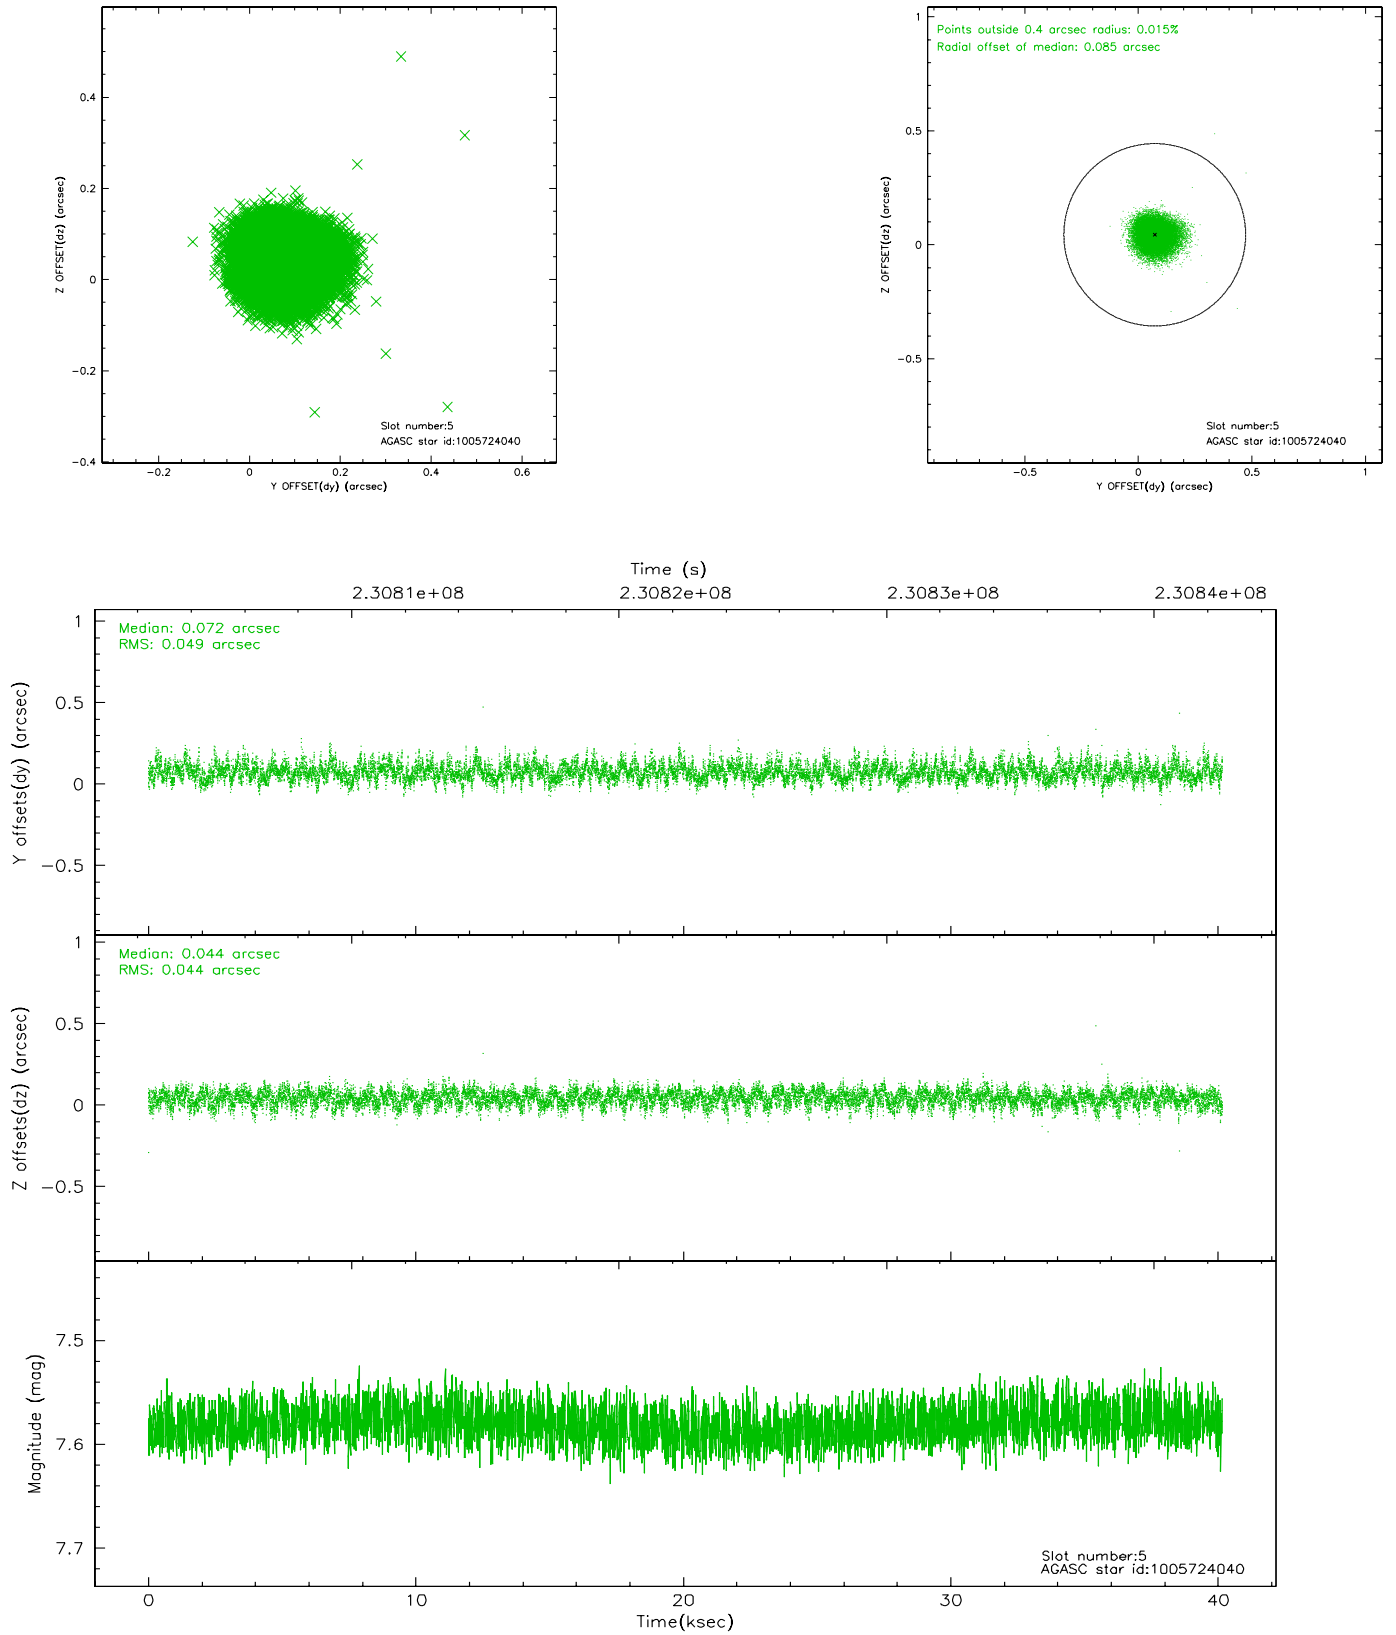 Points outside 0.4 arcsec radius: 0.015%
Radial offset of median: 0.085 arcsec
0.4
0.2
0
−0.2
−0.4
Z OFFSET(dz) (arcsec)
−0.2
0
0.2
0.4
0.6
Y OFFSET(dy) (arcsec)
Slot number:5
AGASC star id:1005724040
1
0.5
0
−0.5
Z OFFSET(dz) (arcsec)
−0.5
0
0.5
1
Y OFFSET(dy) (arcsec)
Slot number:5
AGASC star id:1005724040
Time (s)
2.3081e+08
2.3082e+08
2.3083e+08
2.3084e+08
Median: 0.072 arcsec
RMS: 0.049 arcsec
1
0.5
0
−0.5
Y offsets(dy) (arcsec)
Median: 0.044 arcsec
RMS: 0.044 arcsec
1
0.5
0
−0.5
Z offsets(dz) (arcsec)
7.5
7.6
7.7
Magnitude (mag)
Slot number:5
AGASC star id:1005724040
0
10
20
30
40
Time(ksec)